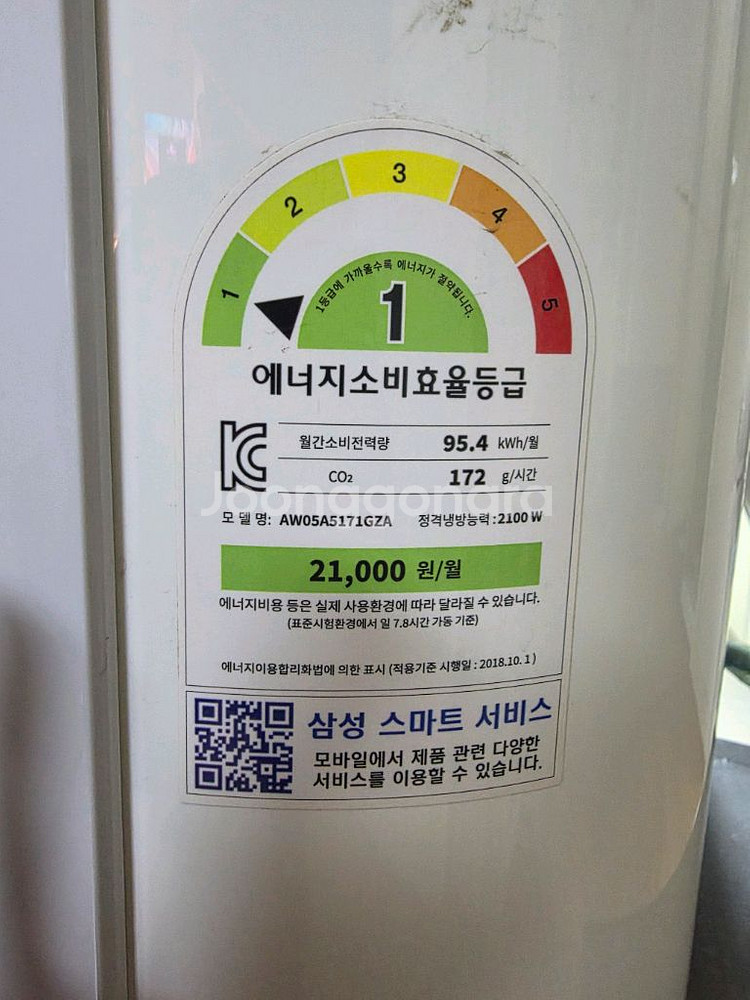 1 2 3 4 5
1등급에 가까울수록 에너지가 절약됩니다.
1
에너지소비효율등급
월간소비전력량 95.4 kWh/월
CO₂ 172 g/시간
Joonggonara
모 델 명: AW05A5171GZA 정격냉방능력 : 2100 W
21,000 원/월
에너지비용 등은 실제 사용환경에 따라 달라질 수 있습니다.
(표준시험환경에서 일 7.8시간 가동 기준)
에너지이용합리화법에 의한 표시 (적용기준 시행일 : 2018.10. 1 )
삼성 스마트 서비스
모바일에서 제품 관련 다양한
서비스를 이용할 수 있습니다.